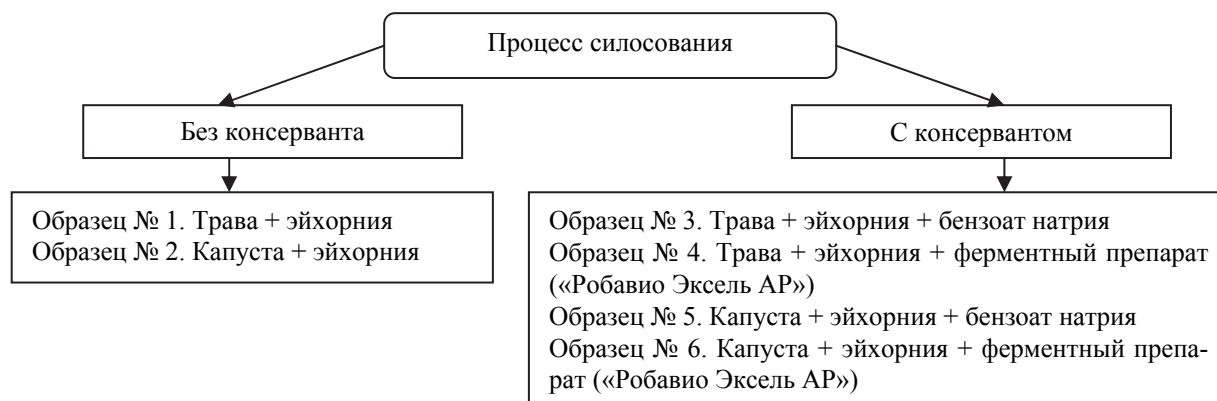 Процесс силосования
Без консерванта
С консервантом
Образец № 1. Трава + эйхорния
Образец № 2. Капуста + эйхорния
Образец № 3. Трава + эйхорния + бензоат натрия
Образец № 4. Трава + эйхорния + ферментный препарат
(«Робавио Эксель АР»)
Образец № 5. Капуста + эйхорния + бензоат натрия
Образец № 6. Капуста + эйхорния + ферментный препа-
рат («Робавио Эксель АР»)